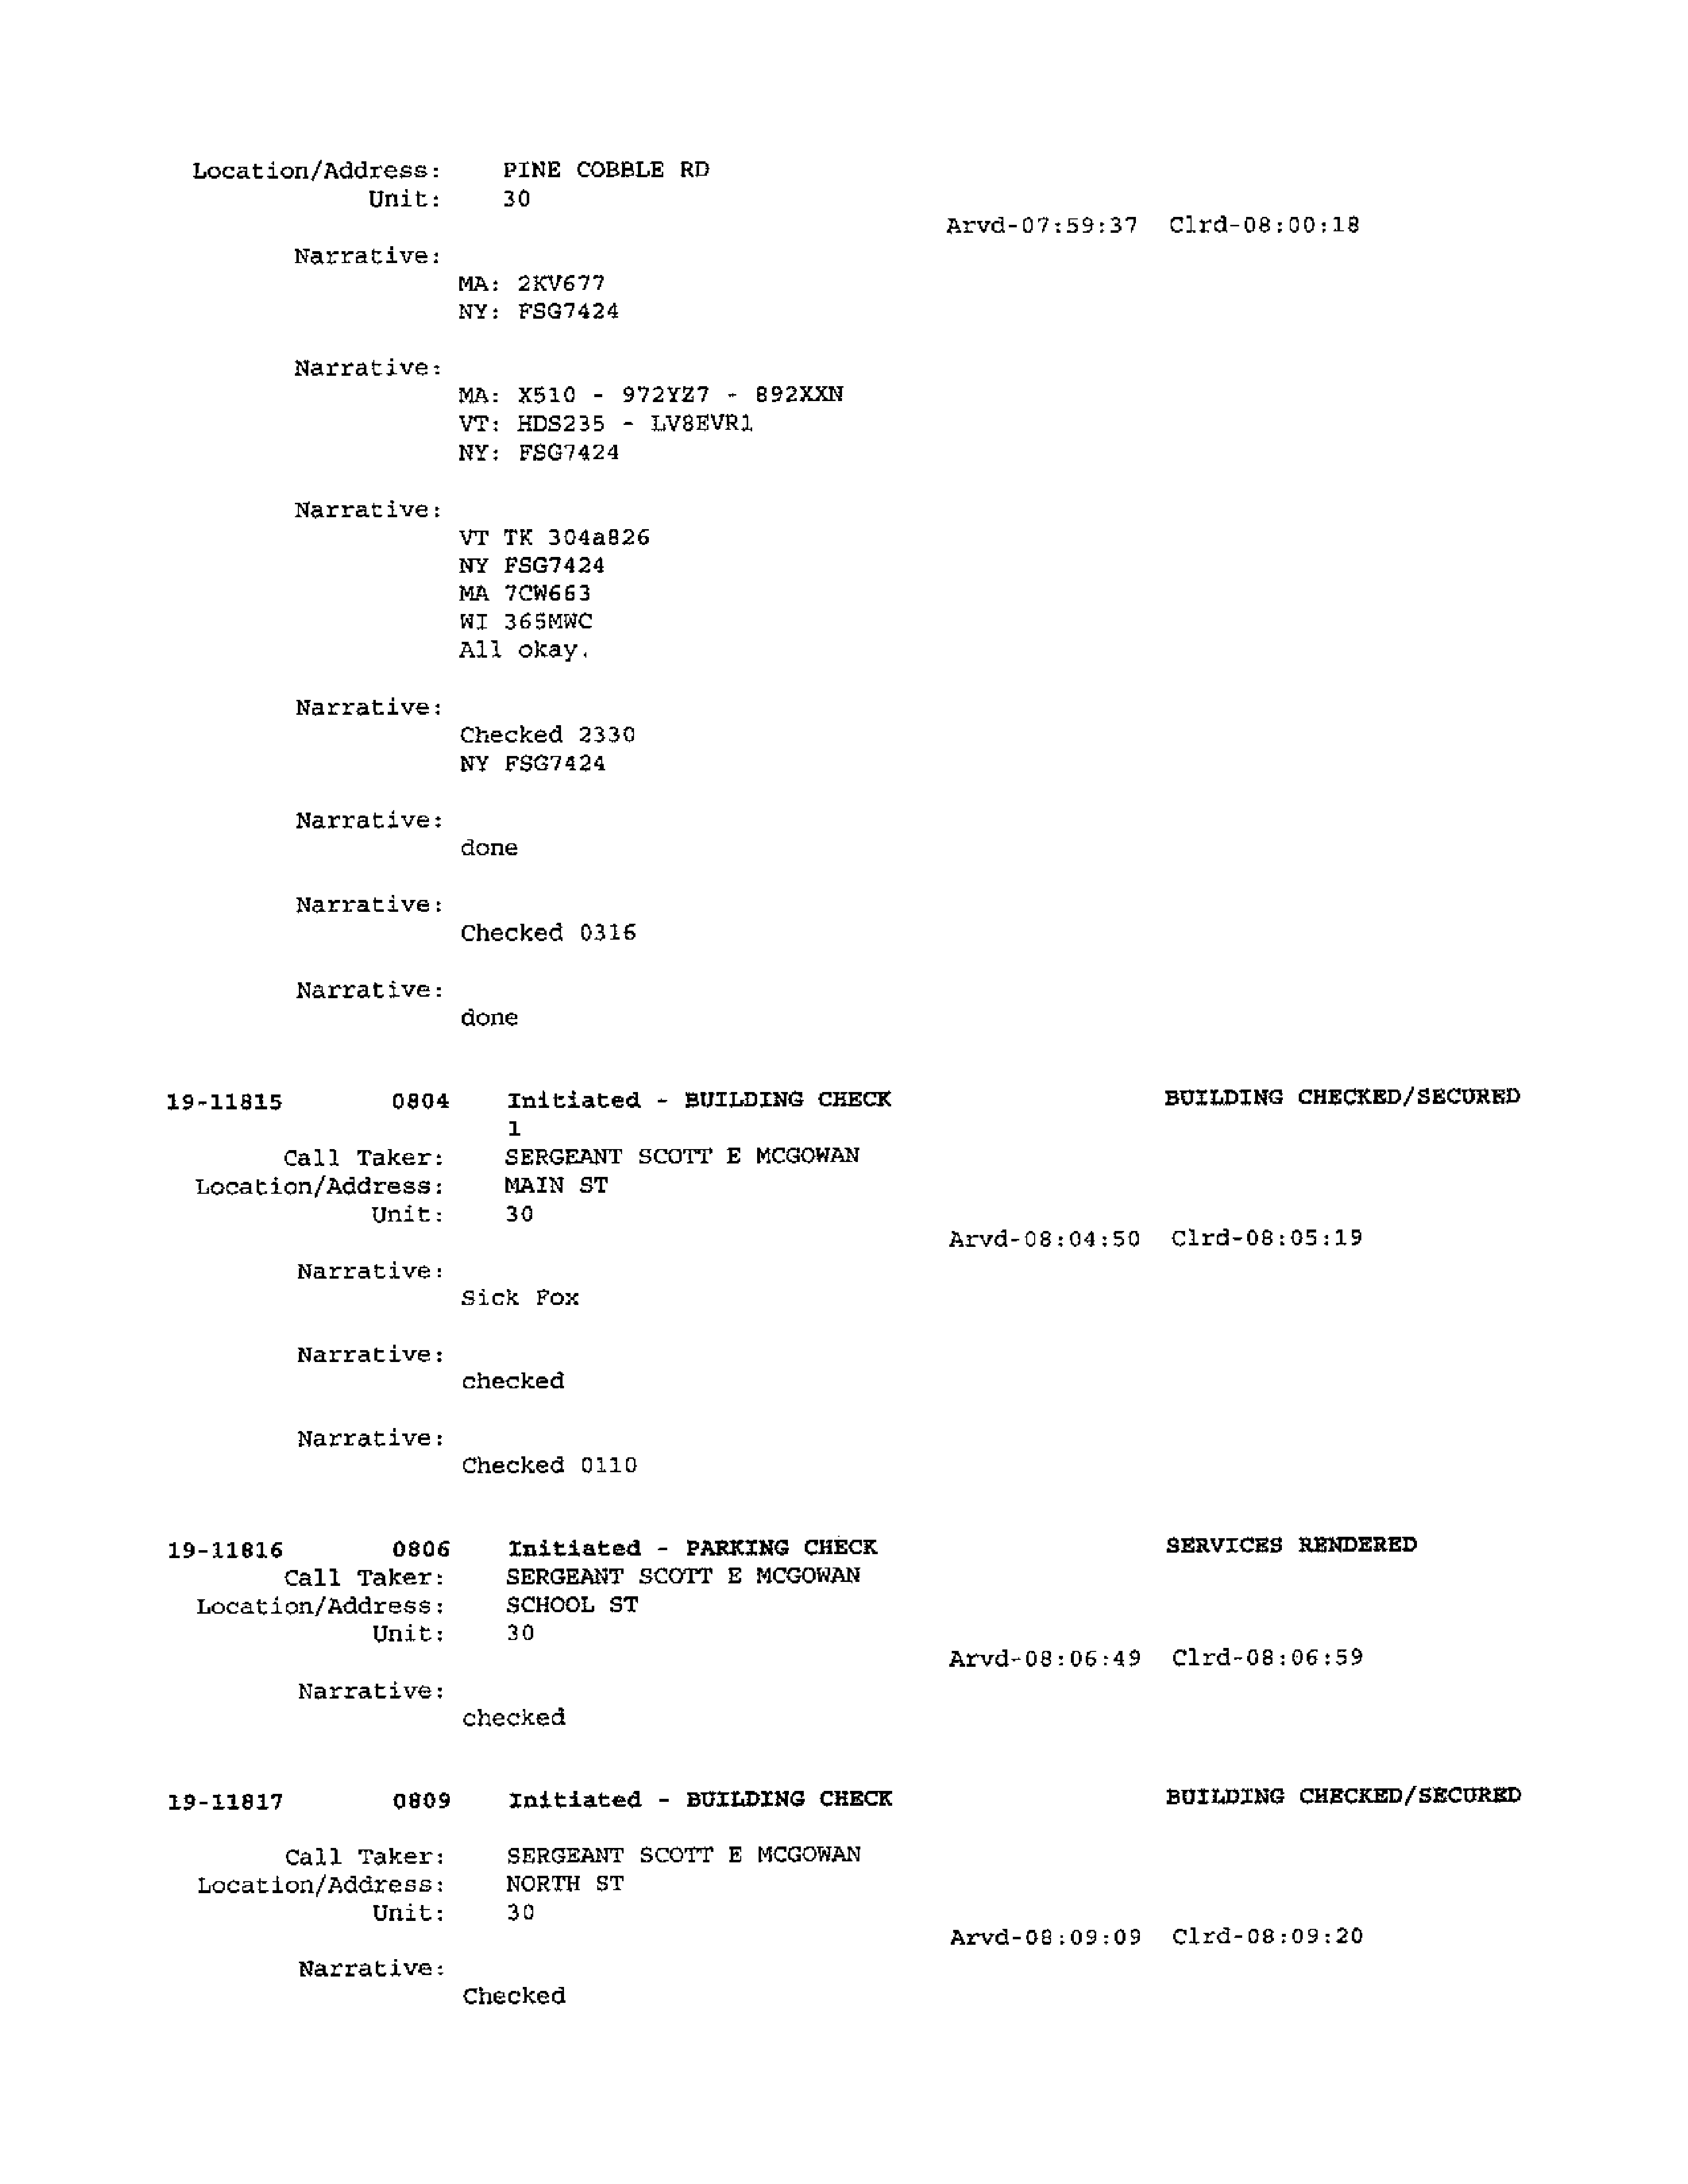 Location/Address: PINE COBBLE RD
Unit: 30
Arvd-07:59:37 Clrd-08:00:18
Narrative:
MA: 2KV677
NY: FSG7424
Narrative:
MA: X510 - 972YZ7 - 892XXN
VT: HDS235 - LV8EVR1
NY: FSG7424
Narrative:
VT TK 304a826
NY FSG7424
MA 7CW663
WI 365MWC
All okay.
Narrative:
Checked 2330
NY FSG7424
Narrative:
done
Narrative:
Checked 0316
Narrative:
done
19-11815 0804 Initiated - BUILDING CHECK BUILDING CHECKED/SECURED
1
Call Taker: SERGEANT SCOTT E MCGOWAN
Location/Address: MAIN ST
Unit: 30
Arvd-08:04:50 Clrd-08:05:19
Narrative:
Sick Fox
Narrative:
checked
Narrative:
Checked 0110
19-11816 0806 Initiated - PARKING CHECK SERVICES RENDERED
Call Taker: SERGEANT SCOTT E MCGOWAN
Location/Address: SCHOOL ST
Unit: 30
Arvd-08:06:49 Clrd-08:06:59
Narrative:
checked
19-11817 0809 Initiated - BUILDING CHECK BUILDING CHECKED/SECURED
Call Taker: SERGEANT SCOTT E MCGOWAN
Location/Address: NORTH ST
Unit: 30
Arvd-08:09:09 Clrd-08:09:20
Narrative:
Checked